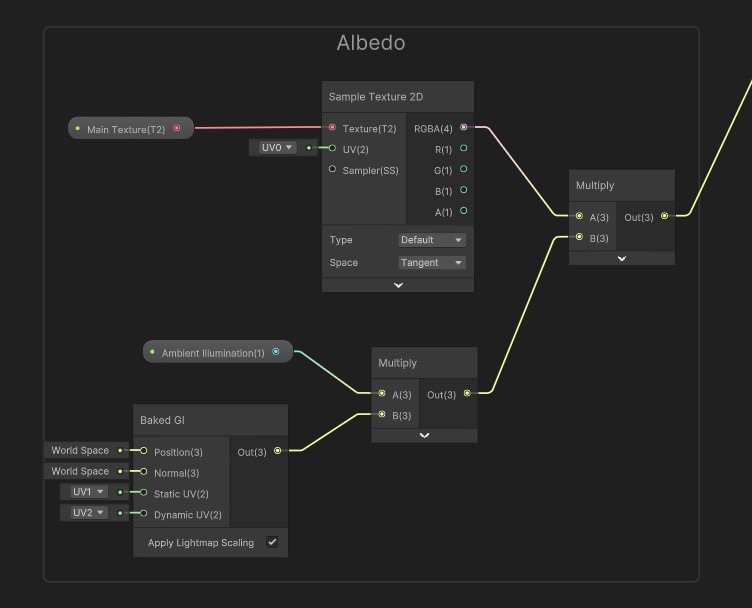 Albedo
Sample Texture 2D
Main Texture(T2)
Texture(T2)
RGBA(4)
UV0
UV(2)
R(1)
Sampler(SS)
G(1)
B(1)
A(1)
Type
Default
Space
Tangent
Multiply
A(3)
Out(3)
B(3)
Ambient Illumination(1)
Multiply
A(3)
Out(3)
B(3)
Baked GI
World Space
Position(3)
Out(3)
World Space
Normal(3)
UV1
Static UV(2)
UV2
Dynamic UV(2)
Apply Lightmap Scaling